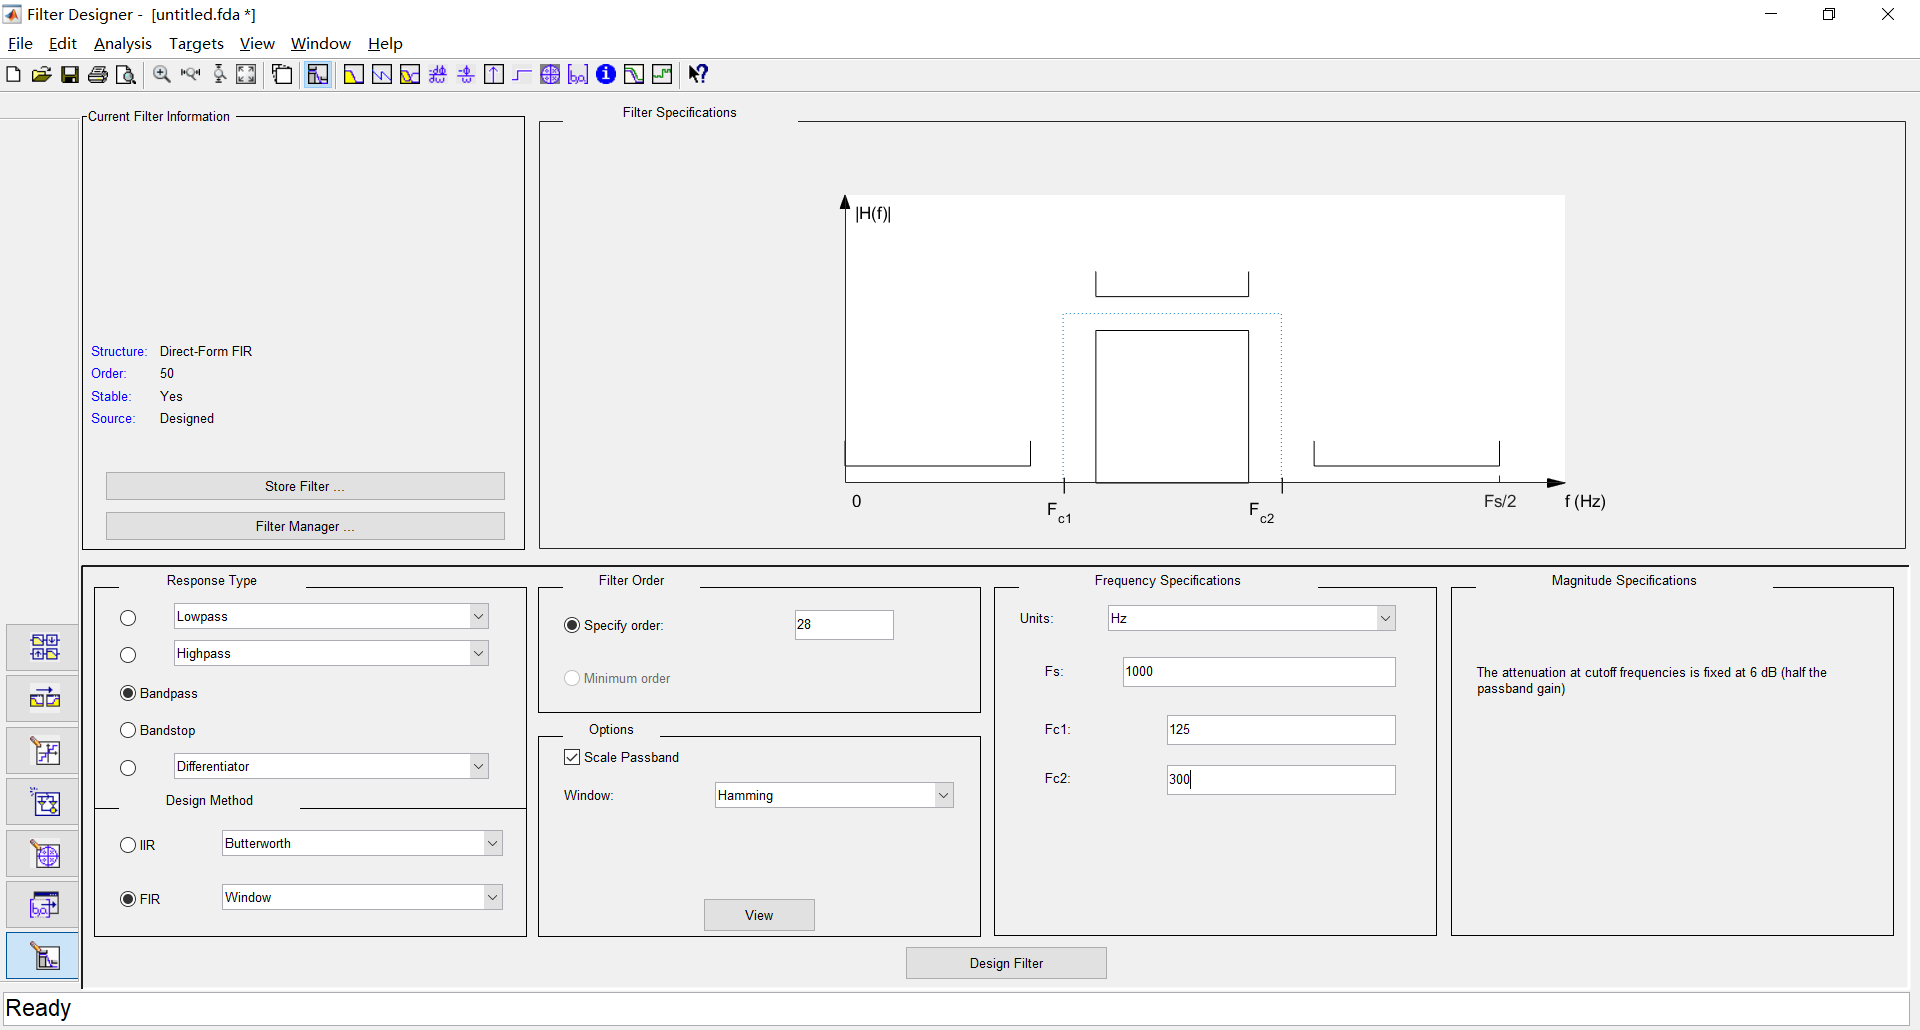 Filter Designer - [untitled.fda *]
File Edit Analysis Targets View Window Help
Current Filter Information
Structure: Direct-Form FIR
Order: 50
Stable: Yes
Source: Designed
Store Filter ...
Filter Manager ...
Filter Specifications
|H(f)|
0
Fc1
Fc2
Fs/2
f (Hz)
Response Type
Lowpass
Highpass
Bandpass
Bandstop
Differentiator
Design Method
IIR Butterworth
FIR Window
Filter Order
Specify order: 28
Minimum order
Options
Scale Passband
Window: Hamming
View
Frequency Specifications
Units: Hz
Fs: 1000
Fc1: 125
Fc2: 300
Magnitude Specifications
The attenuation at cutoff frequencies is fixed at 6 dB (half the
passband gain)
Design Filter
Ready